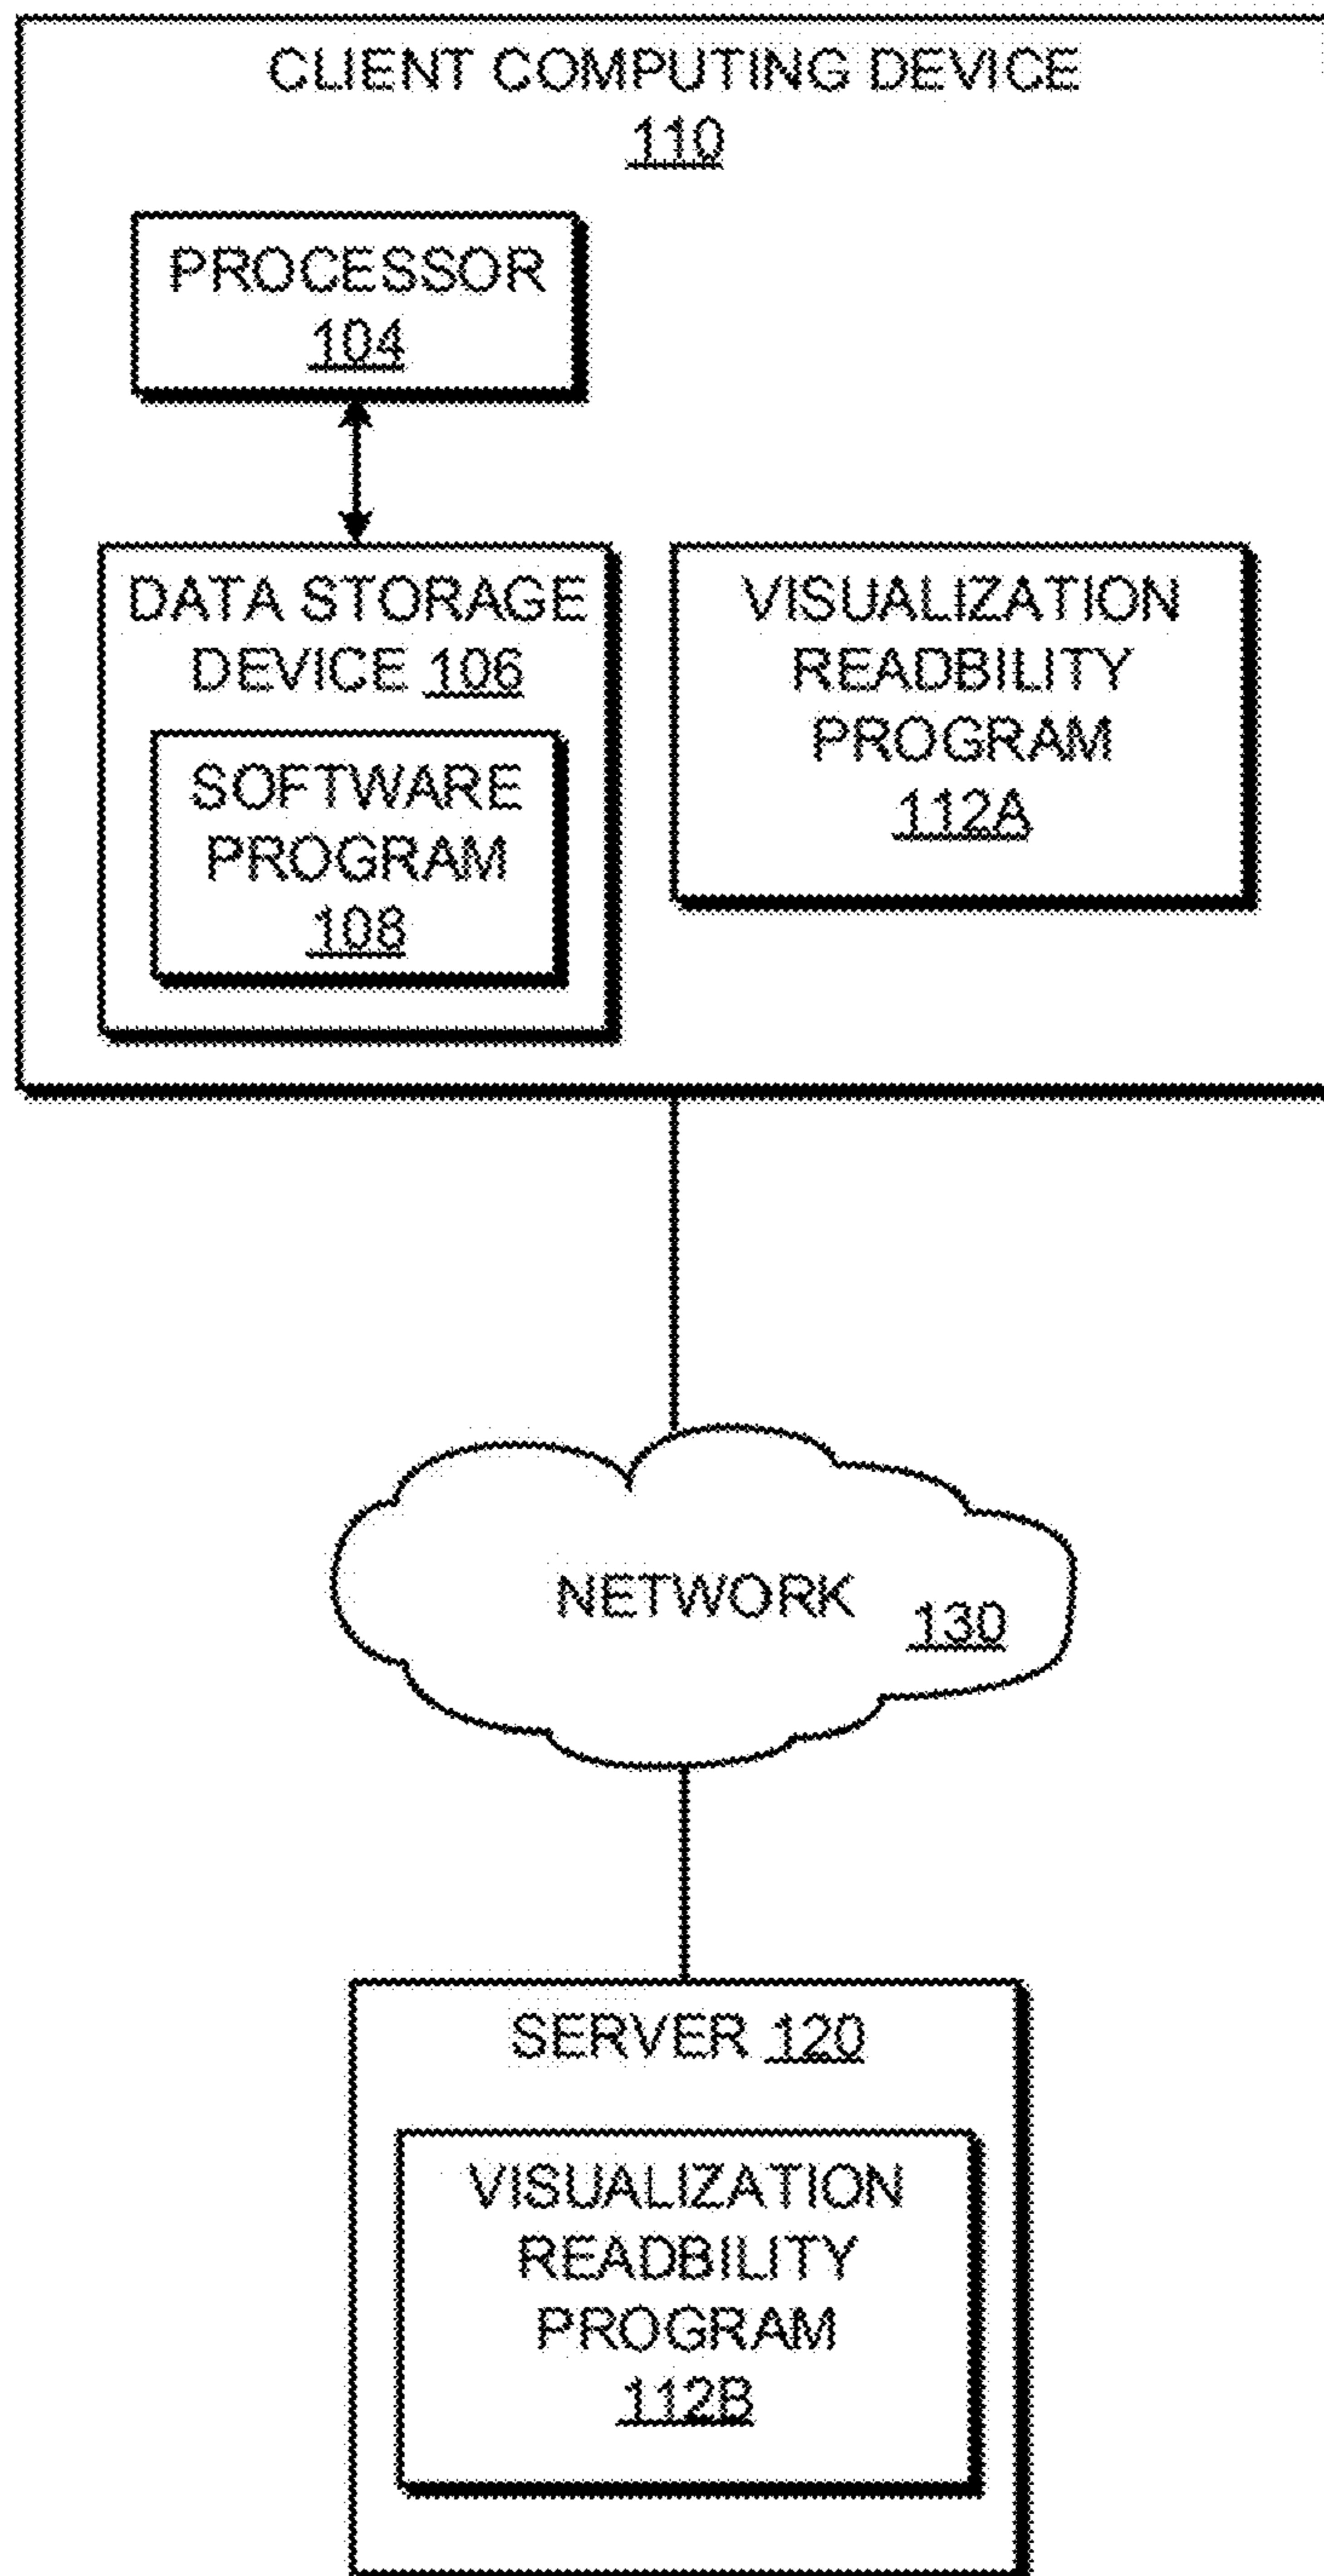 CLIENT COMPUTING DEVICE
110
PROCESSOR
104
DATA STORAGE
DEVICE 106
SOFTWARE
PROGRAM
108
VISUALIZATION
READBILITY
PROGRAM
112A
NETWORK 130
SERVER 120
VISUALIZATION
READBILITY
PROGRAM
112B